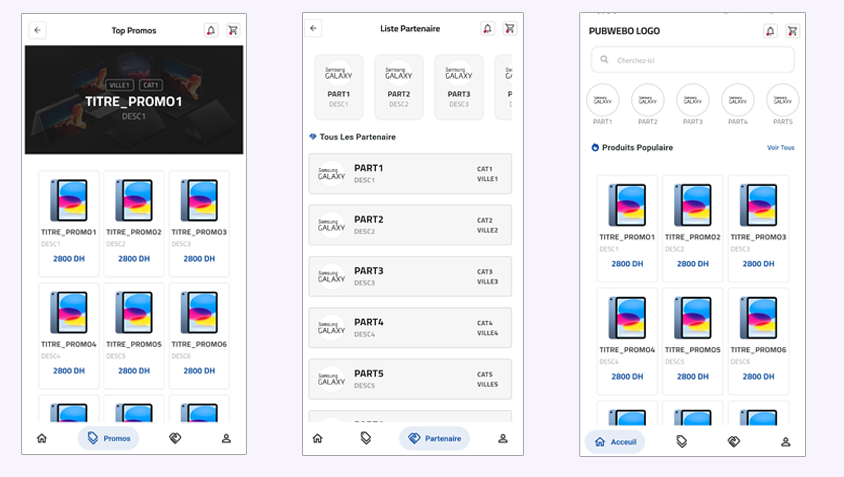 Top Promos
VILLE1 CAT1
TITRE_PROMO1
DESC1
TITRE_PROMO1 TITRE_PROMO2 TITRE_PROMO3
DESC1 DESC2 DESC3
2800 DH 2800 DH 2800 DH
TITRE_PROMO4 TITRE_PROMO5 TITRE_PROMO6
DESC4 DESC5 DESC6
2800 DH 2800 DH 2800 DH
Promos
Liste Partenaire
Samsung Samsung Samsung
GALAXY GALAXY GALAXY
PART1 PART2 PART3
DESC1 DESC2 DESC3
Tous Les Partenaire
Samsung
GALAXY
PART1 CAT1
DESC1 VILLE1
Samsung
GALAXY
PART2 CAT2
DESC2 VILLE2
Samsung
GALAXY
PART3 CAT3
DESC3 VILLE3
Samsung
GALAXY
PART4 CAT4
DESC4 VILLE4
Samsung
GALAXY
PART5 CAT5
DESC5 VILLE5
Partenaire
PUBWEBO LOGO
Cherchez-ici
Samsung Samsung Samsung Samsung Samsung
GALAXY GALAXY GALAXY GALAXY GALAXY
PART1 PART2 PART3 PART4 PART5
Produits Populaire Voir Tous
TITRE_PROMO1 TITRE_PROMO2 TITRE_PROMO3
DESC1 DESC2 DESC3
2800 DH 2800 DH 2800 DH
TITRE_PROMO4 TITRE_PROMO5 TITRE_PROMO6
DESC4 DESC5 DESC6
2800 DH 2800 DH 2800 DH
Acceuil